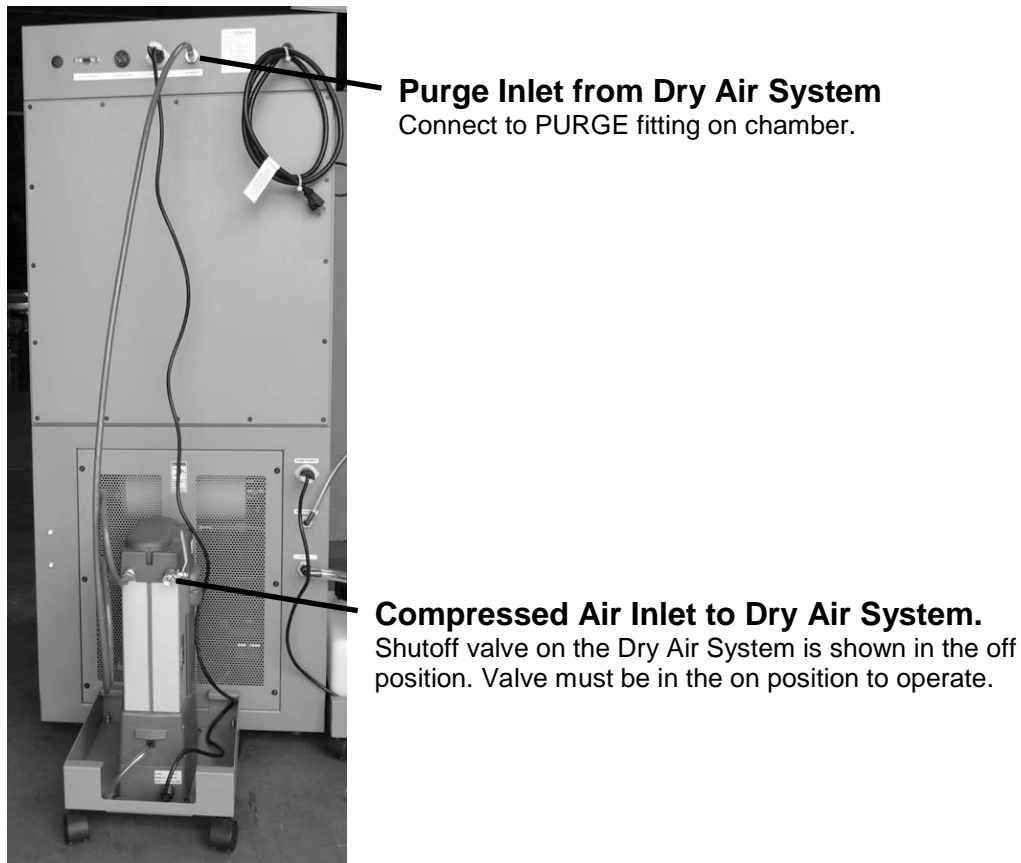 Purge Inlet from Dry Air System
Connect to PURGE fitting on chamber.
Compressed Air Inlet to Dry Air System.
Shutoff valve on the Dry Air System is shown in the off
position. Valve must be in the on position to operate.